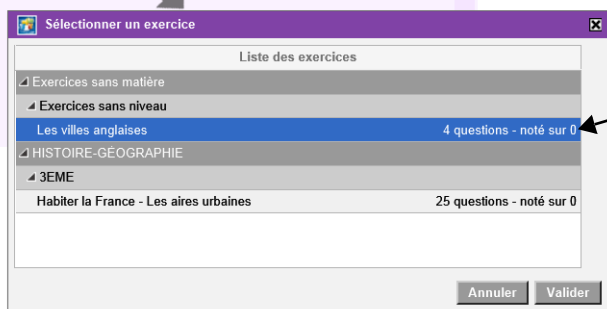 Sélectionner un exercice
Liste des exercices
Exercices sans matière
Exercices sans niveau
Les villes anglaises 4 questions - noté sur 0
HISTOIRE-GÉOGRAPHIE
3EME
Habiter la France - Les aires urbaines 25 questions - noté sur 0
Annuler Valider